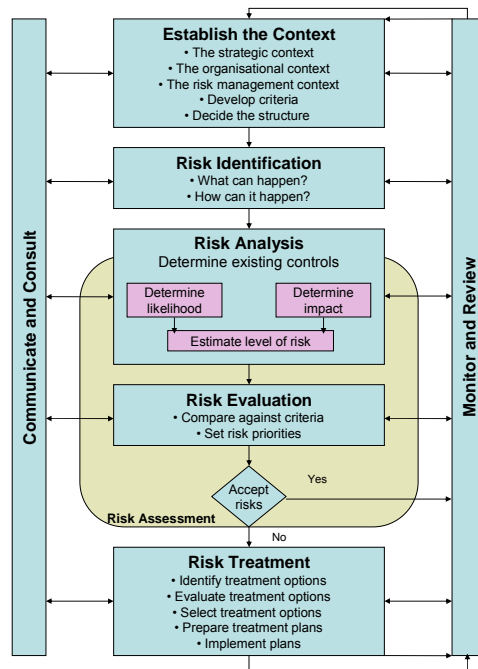 Establish the Context
• The strategic context
• The organisational context
• The risk management context
• Develop criteria
• Decide the structure
Risk Identification
• What can happen?
• How can it happen?
Risk Analysis
Determine existing controls
Determine
likelihood
Determine
impact
Estimate level of risk
Risk Evaluation
• Compare against criteria
• Set risk priorities
Accept
risks
Yes
Risk Assessment
No
Risk Treatment
• Identify treatment options
• Evaluate treatment options
• Select treatment options
• Prepare treatment plans
• Implement plans
Communicate and Consult
Monitor and Review